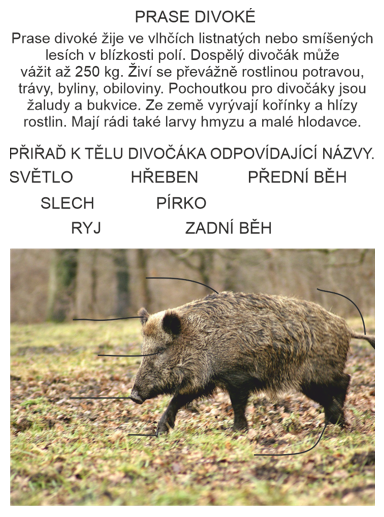 PRASE DIVOKÉ
Prase divoké žije ve vlhčích listnatých nebo smíšených
lesích v blízkosti polí. Dospělý divočák může
vážit až 250 kg. Živí se převážně rostlinou potravou,
trávy, byliny, obiloviny. Pochoutkou pro divočáky jsou
žaludy a bukvice. Ze země vyrývají kořínky a hlízy
rostlin. Mají rádi také larvy hmyzu a malé hlodavce.
PŘIŘAĎ K TĚLU DIVOČÁKA ODPOVÍDAJÍCÍ NÁZVY.
SVĚTLO HŘEBEN PŘEDNÍ BĚH
SLECH PÍRKO
RYJ ZADNÍ BĚH